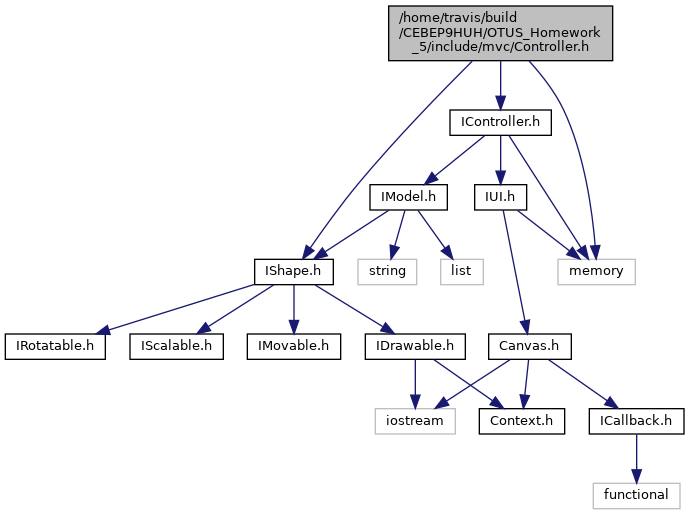 /home/travis/build
/CEBEP9HUH/OTUS_Homework
_5/include/mvc/Controller.h
IController.h
IModel.h
IUI.h
IShape.h
string
list
memory
IRotatable.h
IScalable.h
IMovable.h
IDrawable.h
Canvas.h
iostream
Context.h
ICallback.h
functional